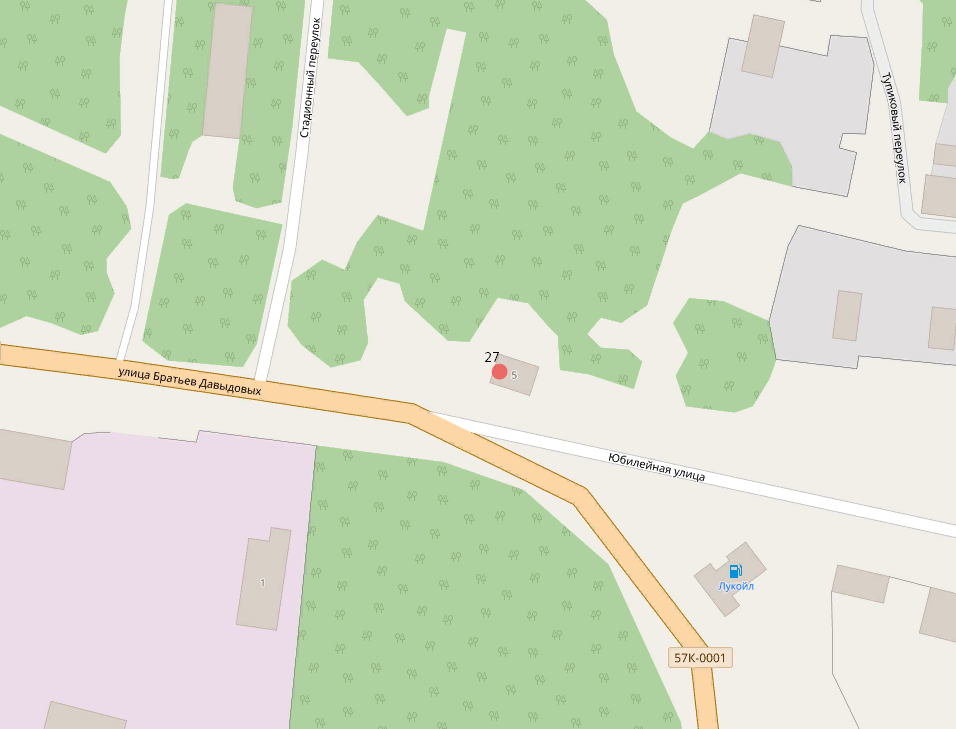 Стадионный переулок
Тупиковый переулок
27
5
улица Братьев Давыдовых
Юбилейная улица
1
Лукойл
57К-0001